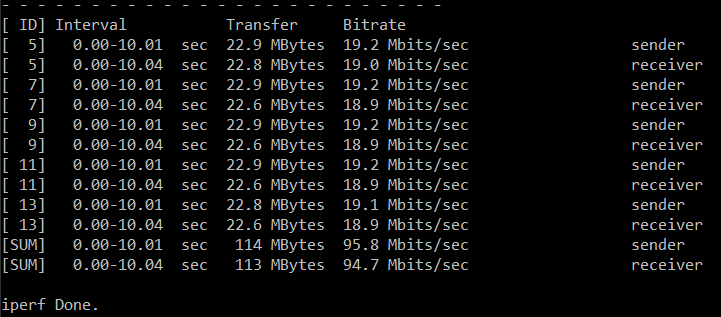 - - - - - - - - - - - - - - - - - - - - - - - - -
[ ID] Interval           Transfer     Bitrate
[  5]   0.00-10.01  sec  22.9 MBytes  19.2 Mbits/sec                  sender
[  5]   0.00-10.04  sec  22.8 MBytes  19.0 Mbits/sec                  receiver
[  7]   0.00-10.01  sec  22.9 MBytes  19.2 Mbits/sec                  sender
[  7]   0.00-10.04  sec  22.6 MBytes  18.9 Mbits/sec                  receiver
[  9]   0.00-10.01  sec  22.9 MBytes  19.2 Mbits/sec                  sender
[  9]   0.00-10.04  sec  22.6 MBytes  18.9 Mbits/sec                  receiver
[ 11]   0.00-10.01  sec  22.9 MBytes  19.2 Mbits/sec                  sender
[ 11]   0.00-10.04  sec  22.6 MBytes  18.9 Mbits/sec                  receiver
[ 13]   0.00-10.01  sec  22.8 MBytes  19.1 Mbits/sec                  sender
[ 13]   0.00-10.04  sec  22.6 MBytes  18.9 Mbits/sec                  receiver
[SUM]   0.00-10.01  sec   114 MBytes  95.8 Mbits/sec                  sender
[SUM]   0.00-10.04  sec   113 MBytes  94.7 Mbits/sec                  receiver

iperf Done.